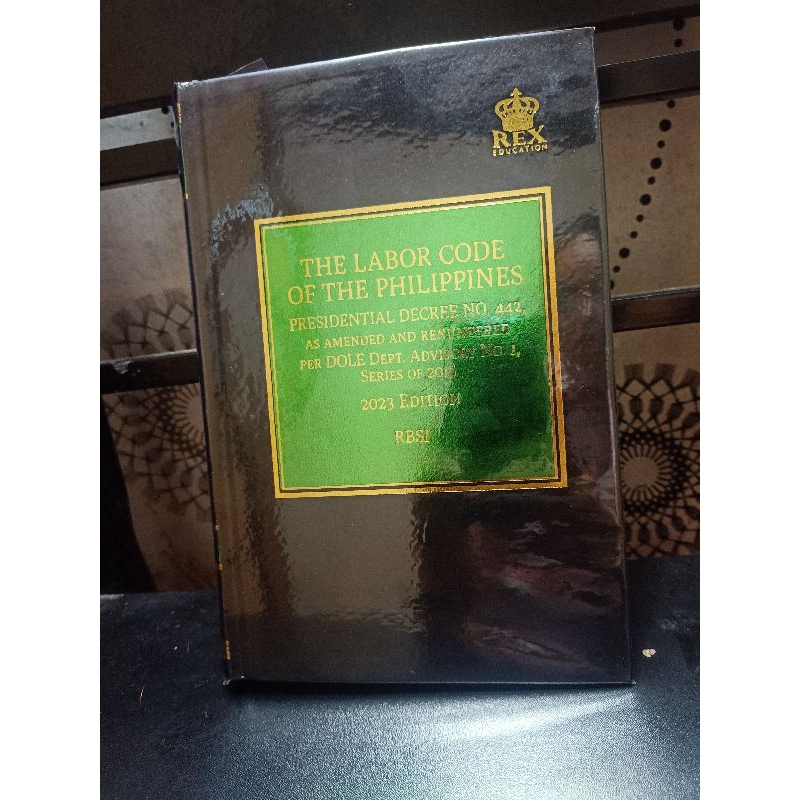 REX
EDUCATION
THE LABOR CODE
OF THE PHILIPPINES
PRESIDENTIAL DECREE NO. 442,
AS AMENDED AND RENUMBERED
PER DOLE DEPT. ADVISORY NO. 1,
SERIES OF
2023 EDITION
RBSI